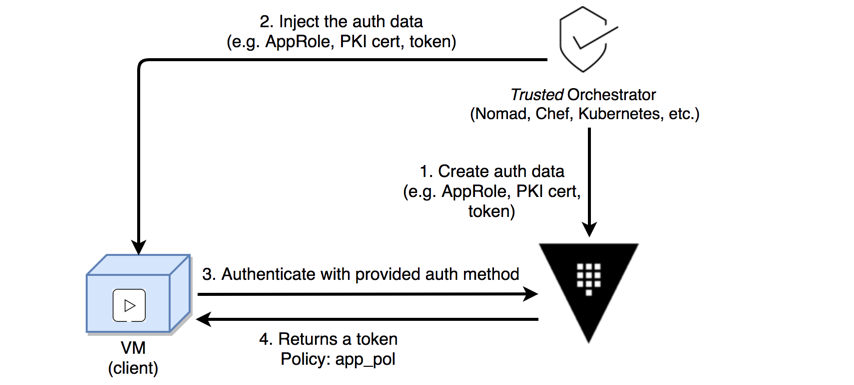 2. Inject the auth data
(e.g. AppRole, PKI cert, token)
Trusted Orchestrator
(Nomad, Chef, Kubernetes, etc.)
1. Create auth data
(e.g. AppRole, PKI cert,
token)
3. Authenticate with provided auth method
4. Returns a token
Policy: app_pol
VM
(client)